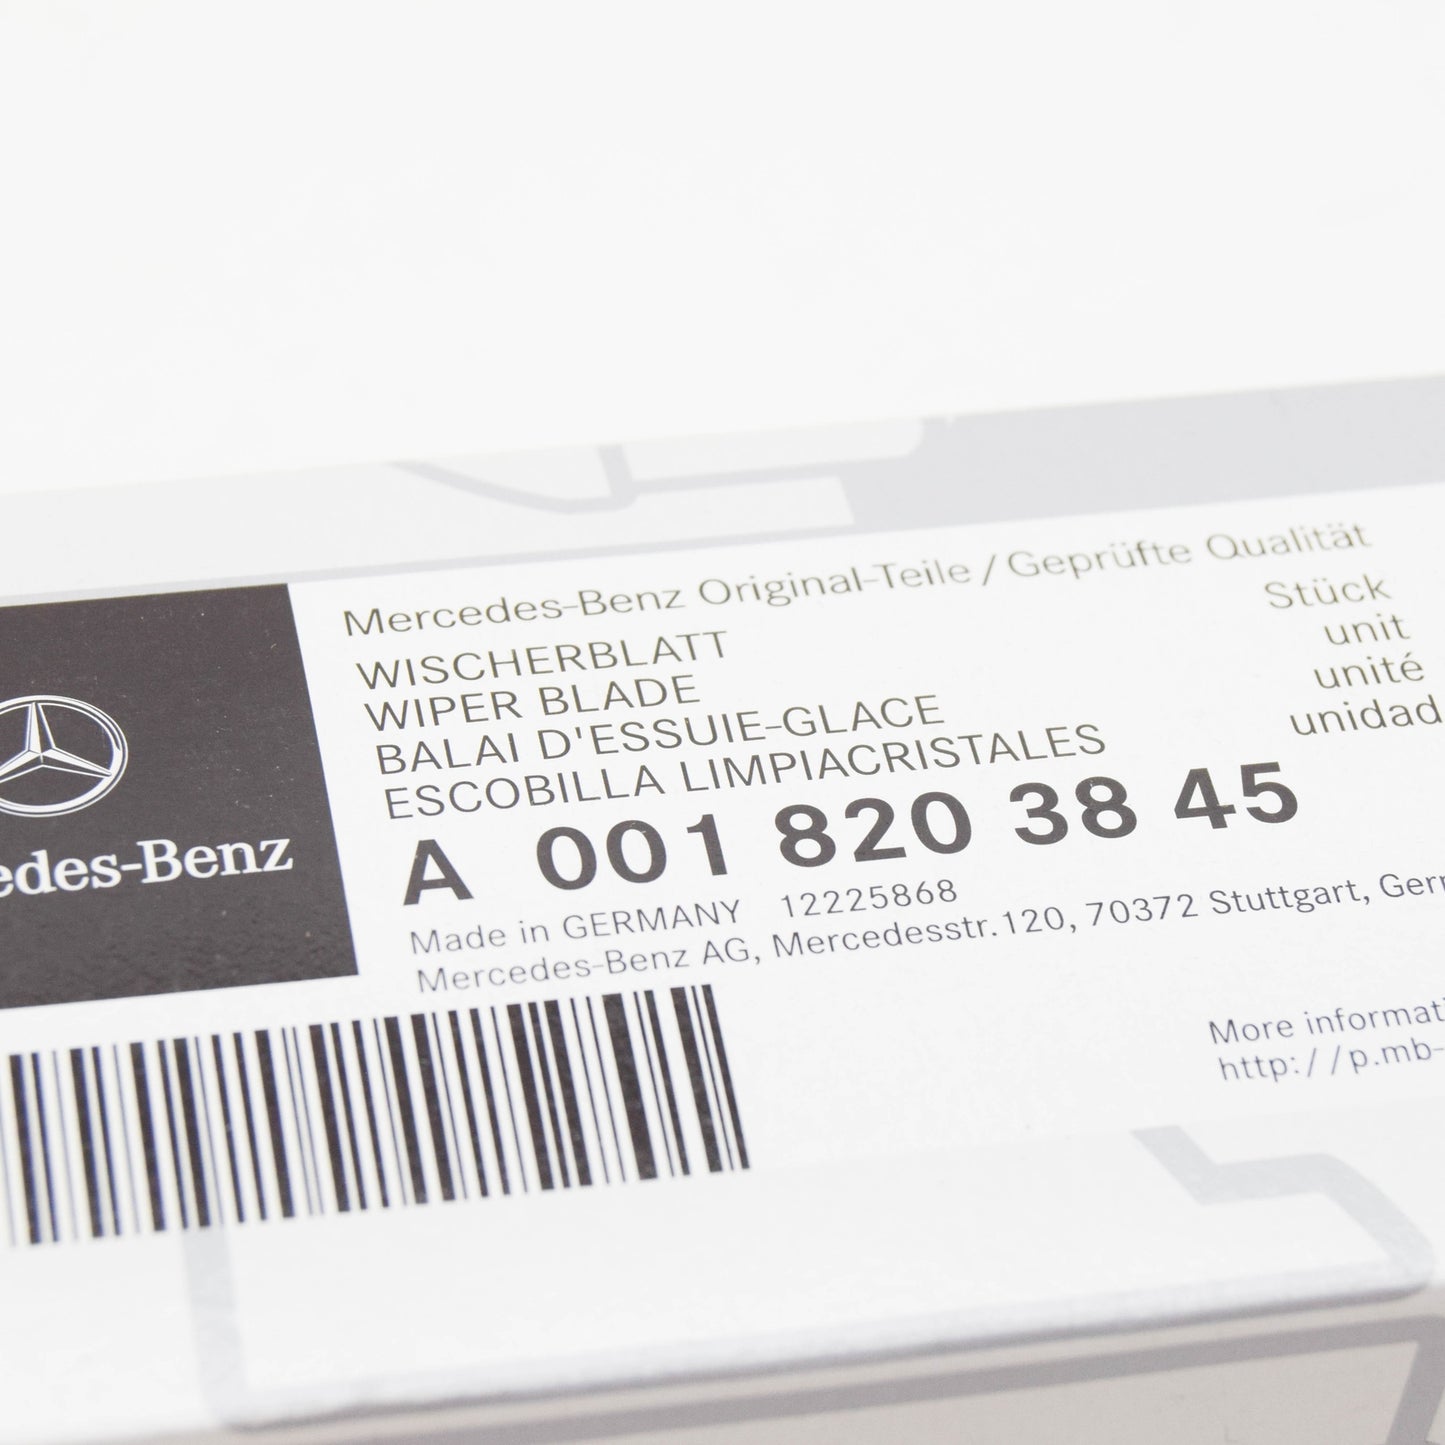 Mercedes-Benz Original-Teile / Geprüfte Qualität
WISCHERBLATT
WIPER BLADE
BALAI D'ESSUIE-GLACE
ESCOBILLA LIMPIACRISTALES
Stück
unit
unité
unidad
A 001 820 38 45
Made in GERMANY 12225868
Mercedes-Benz AG, Mercedesstr.120, 70372 Stuttgart, Germ
edes-Benz
More informati
http://p.mb-